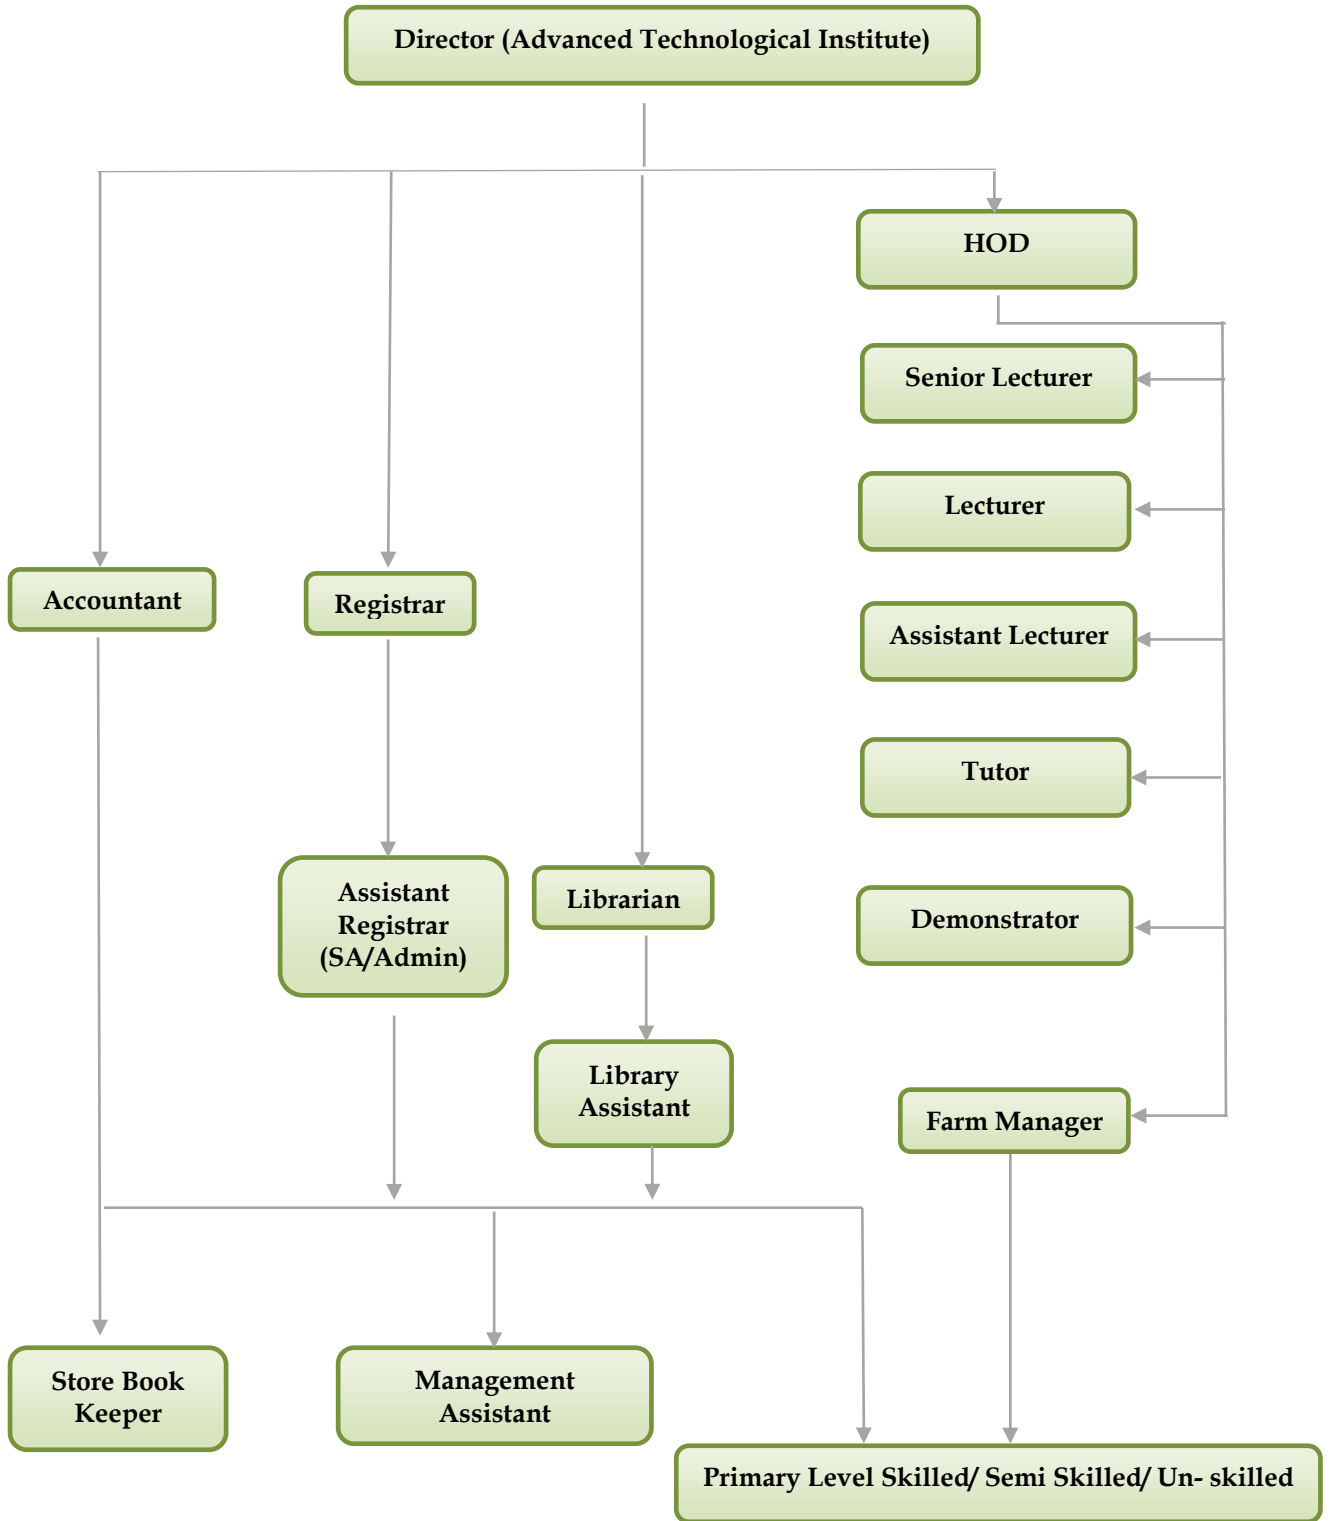 Director (Advanced Technological Institute)
HOD
Senior Lecturer
Lecturer
Accountant
Registrar
Assistant Lecturer
Tutor
Assistant
Registrar
(SA/Admin)
Librarian
Demonstrator
Library
Assistant
Farm Manager
Store Book
Keeper
Management
Assistant
Primary Level Skilled/ Semi Skilled/ Un- skilled